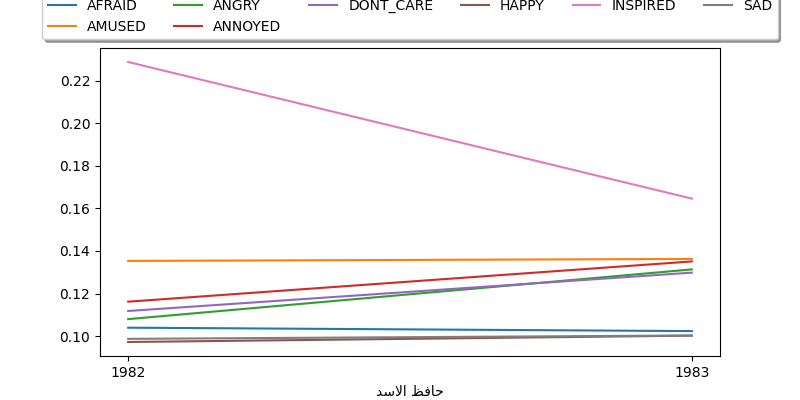 AFRAID ANGRY DONT_CARE HAPPY INSPIRED SAD
AMUSED ANNOYED
0.22
0.20
0.18
0.16
0.14
0.12
0.10
1982 1983
حافظ الاسد